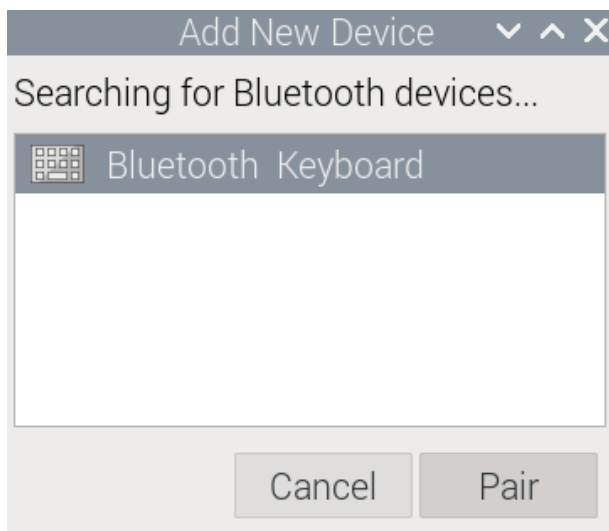 Add New Device
Searching for Bluetooth devices...
Bluetooth Keyboard
Cancel Pair